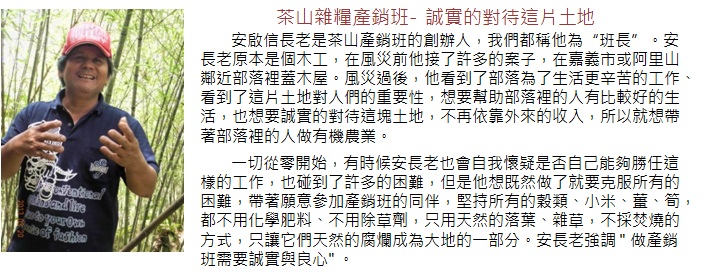 茶山雜糧產銷班- 誠實的對待這片土地
安啟信長老是茶山產銷班的創辦人，我們都稱他為“班長”。安
長老原本是個木工，在風災前他接了許多的案子，在嘉義市或阿里山
鄰近部落裡蓋木屋。風災過後，他看到了部落為了生活更辛苦的工作、
看到了這片土地對人們的重要性，想要幫助部落裡的人有比較好的生
活，也想要誠實的對待這塊土地，不再依靠外來的收入，所以就想帶
著部落裡的人做有機農業。
一切從零開始，有時候安長老也會自我懷疑是否自己能夠勝任這
樣的工作，也碰到了許多的困難，但是他想既然做了就要克服所有的
困難，帶著願意參加產銷班的同伴，堅持所有的穀類、小米、薑、筍，
都不用化學肥料、不用除草劑，只用天然的落葉、雜草，不採焚燒的
方式，只讓它們天然的腐爛成為大地的一部分。安長老強調＂做產銷
班需要誠實與良心"。